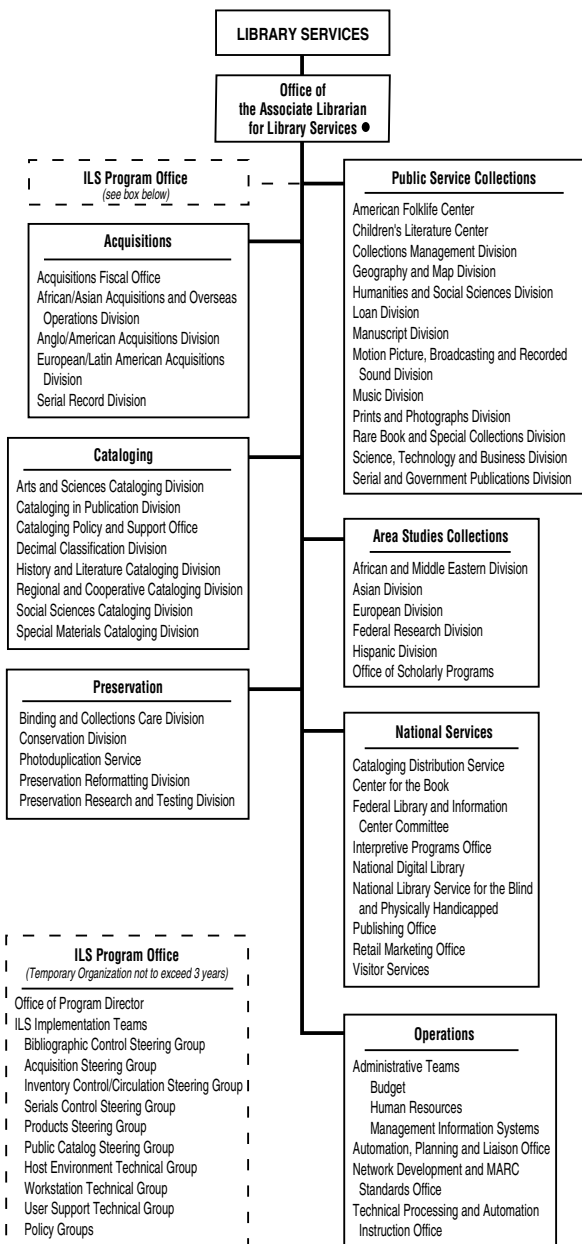 LIBRARY SERVICES
Office of
the Associate Librarian
for Library Services ●
ILS Program Office
(see box below)
Public Service Collections
American Folklife Center
Children's Literature Center
Collections Management Division
Geography and Map Division
Humanities and Social Sciences Division
Loan Division
Manuscript Division
Motion Picture, Broadcasting and Recorded
Sound Division
Music Division
Prints and Photographs Division
Rare Book and Special Collections Division
Science, Technology and Business Division
Serial and Government Publications Division
Acquisitions
Acquisitions Fiscal Office
African/Asian Acquisitions and Overseas
Operations Division
Anglo/American Acquisitions Division
European/Latin American Acquisitions
Division
Serial Record Division
Cataloging
Arts and Sciences Cataloging Division
Cataloging in Publication Division
Cataloging Policy and Support Office
Decimal Classification Division
History and Literature Cataloging Division
Regional and Cooperative Cataloging Division
Social Sciences Cataloging Division
Special Materials Cataloging Division
Area Studies Collections
African and Middle Eastern Division
Asian Division
European Division
Federal Research Division
Hispanic Division
Office of Scholarly Programs
Preservation
Binding and Collections Care Division
Conservation Division
Photoduplication Service
Preservation Reformatting Division
Preservation Research and Testing Division
National Services
Cataloging Distribution Service
Center for the Book
Federal Library and Information
Center Committee
Interpretive Programs Office
National Digital Library
National Library Service for the Blind
and Physically Handicapped
Publishing Office
Retail Marketing Office
Visitor Services
ILS Program Office
(Temporary Organization not to exceed 3 years)
Office of Program Director
ILS Implementation Teams
Bibliographic Control Steering Group
Acquisition Steering Group
Inventory Control/Circulation Steering Group
Serials Control Steering Group
Products Steering Group
Public Catalog Steering Group
Host Environment Technical Group
Workstation Technical Group
User Support Technical Group
Policy Groups
Operations
Administrative Teams
Budget
Human Resources
Management Information Systems
Automation, Planning and Liaison Office
Network Development and MARC
Standards Office
Technical Processing and Automation
Instruction Office